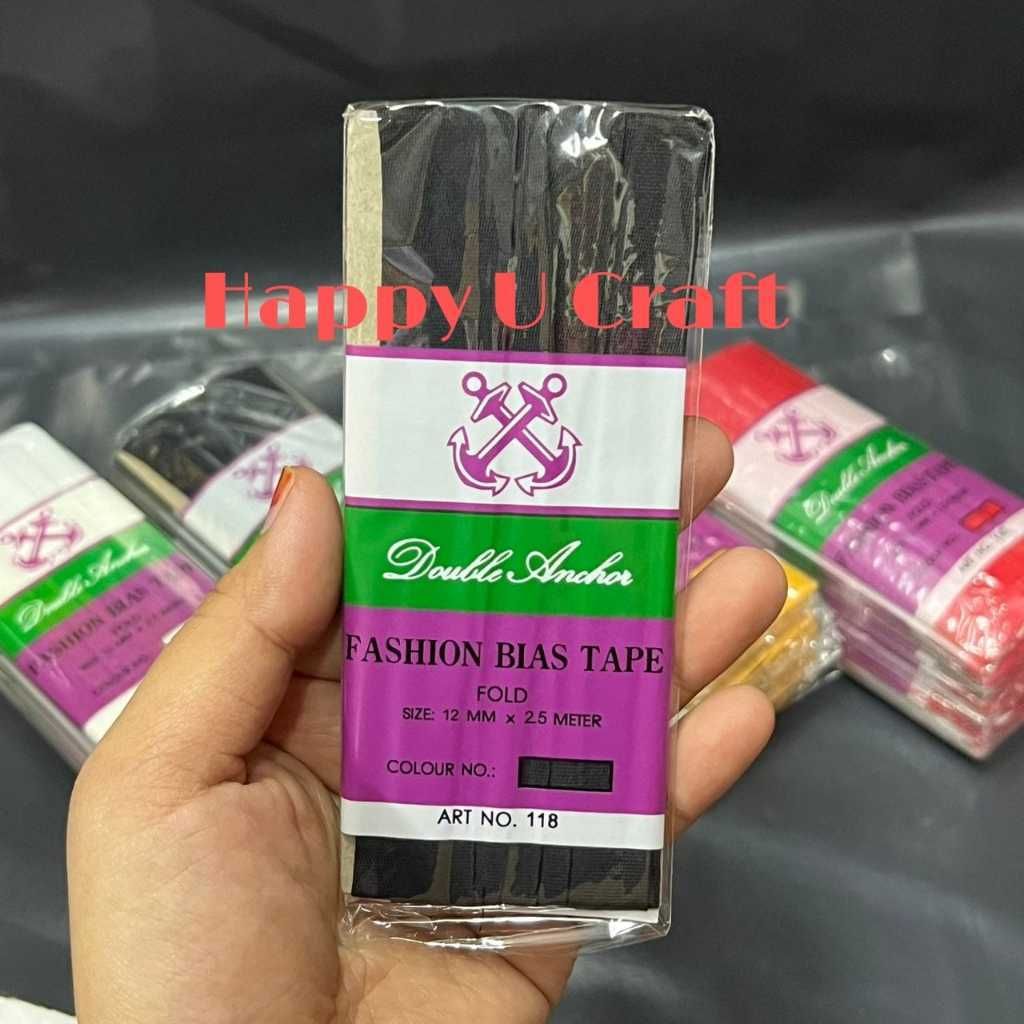 Happy U Craft
Double Anchor
FASHION BIAS TAPE
FOLD
SIZE: 12 MM x 2.5 METER
COLOUR NO.:
ART NO. 118
Double Anchor
FASHION BIAS T
Double Anchor